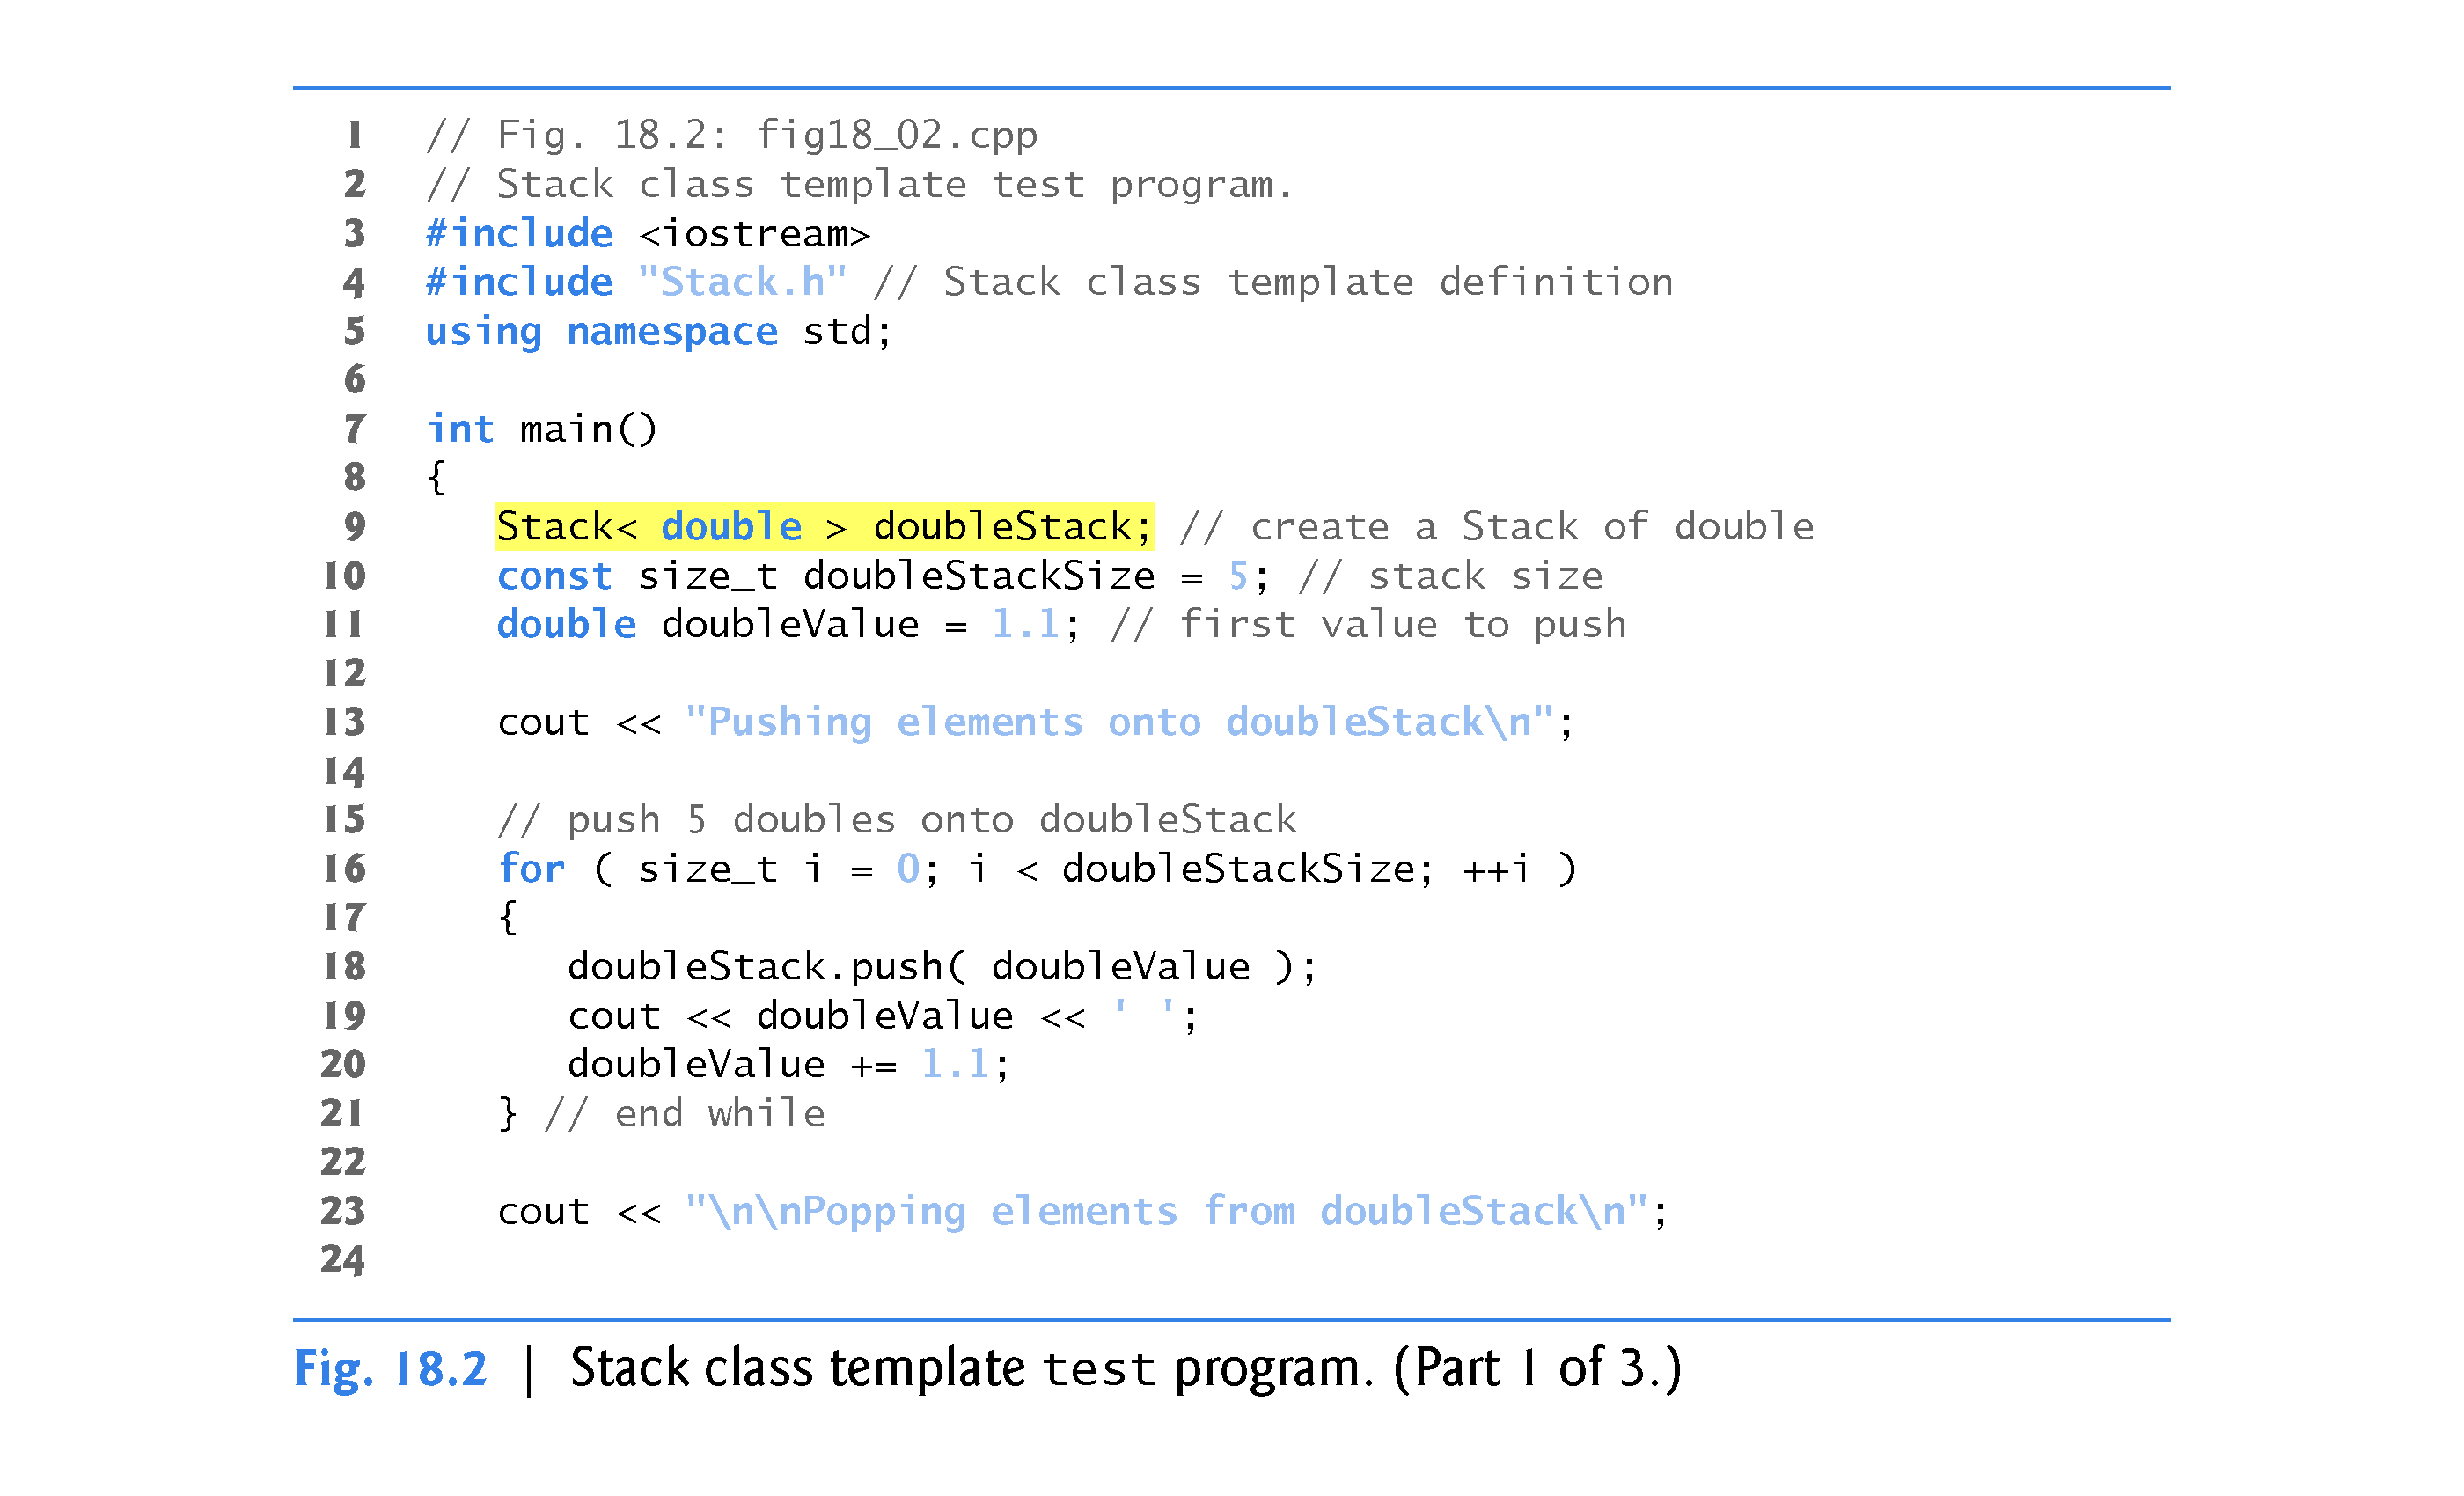 1 // Fig. 18.2: fig18_02.cpp
2 // Stack class template test program.
3 #include <iostream>
4 #include "Stack.h" // Stack class template definition
5 using namespace std;
6
7 int main()
8 {
9 Stack< double > doubleStack; // create a Stack of double
10 const size_t doubleStackSize = 5; // stack size
11 double doubleValue = 1.1; // first value to push
12
13 cout << "Pushing elements onto doubleStack\n";
14
15 // push 5 doubles onto doubleStack
16 for ( size_t i = 0; i < doubleStackSize; ++i )
17 {
18 doubleStack.push( doubleValue );
19 cout << doubleValue << ' ';
20 doubleValue += 1.1;
21 } // end while
22
23 cout << "\n\nPopping elements from doubleStack\n";
24
Fig. 18.2 | Stack class template test program. (Part 1 of 3.)